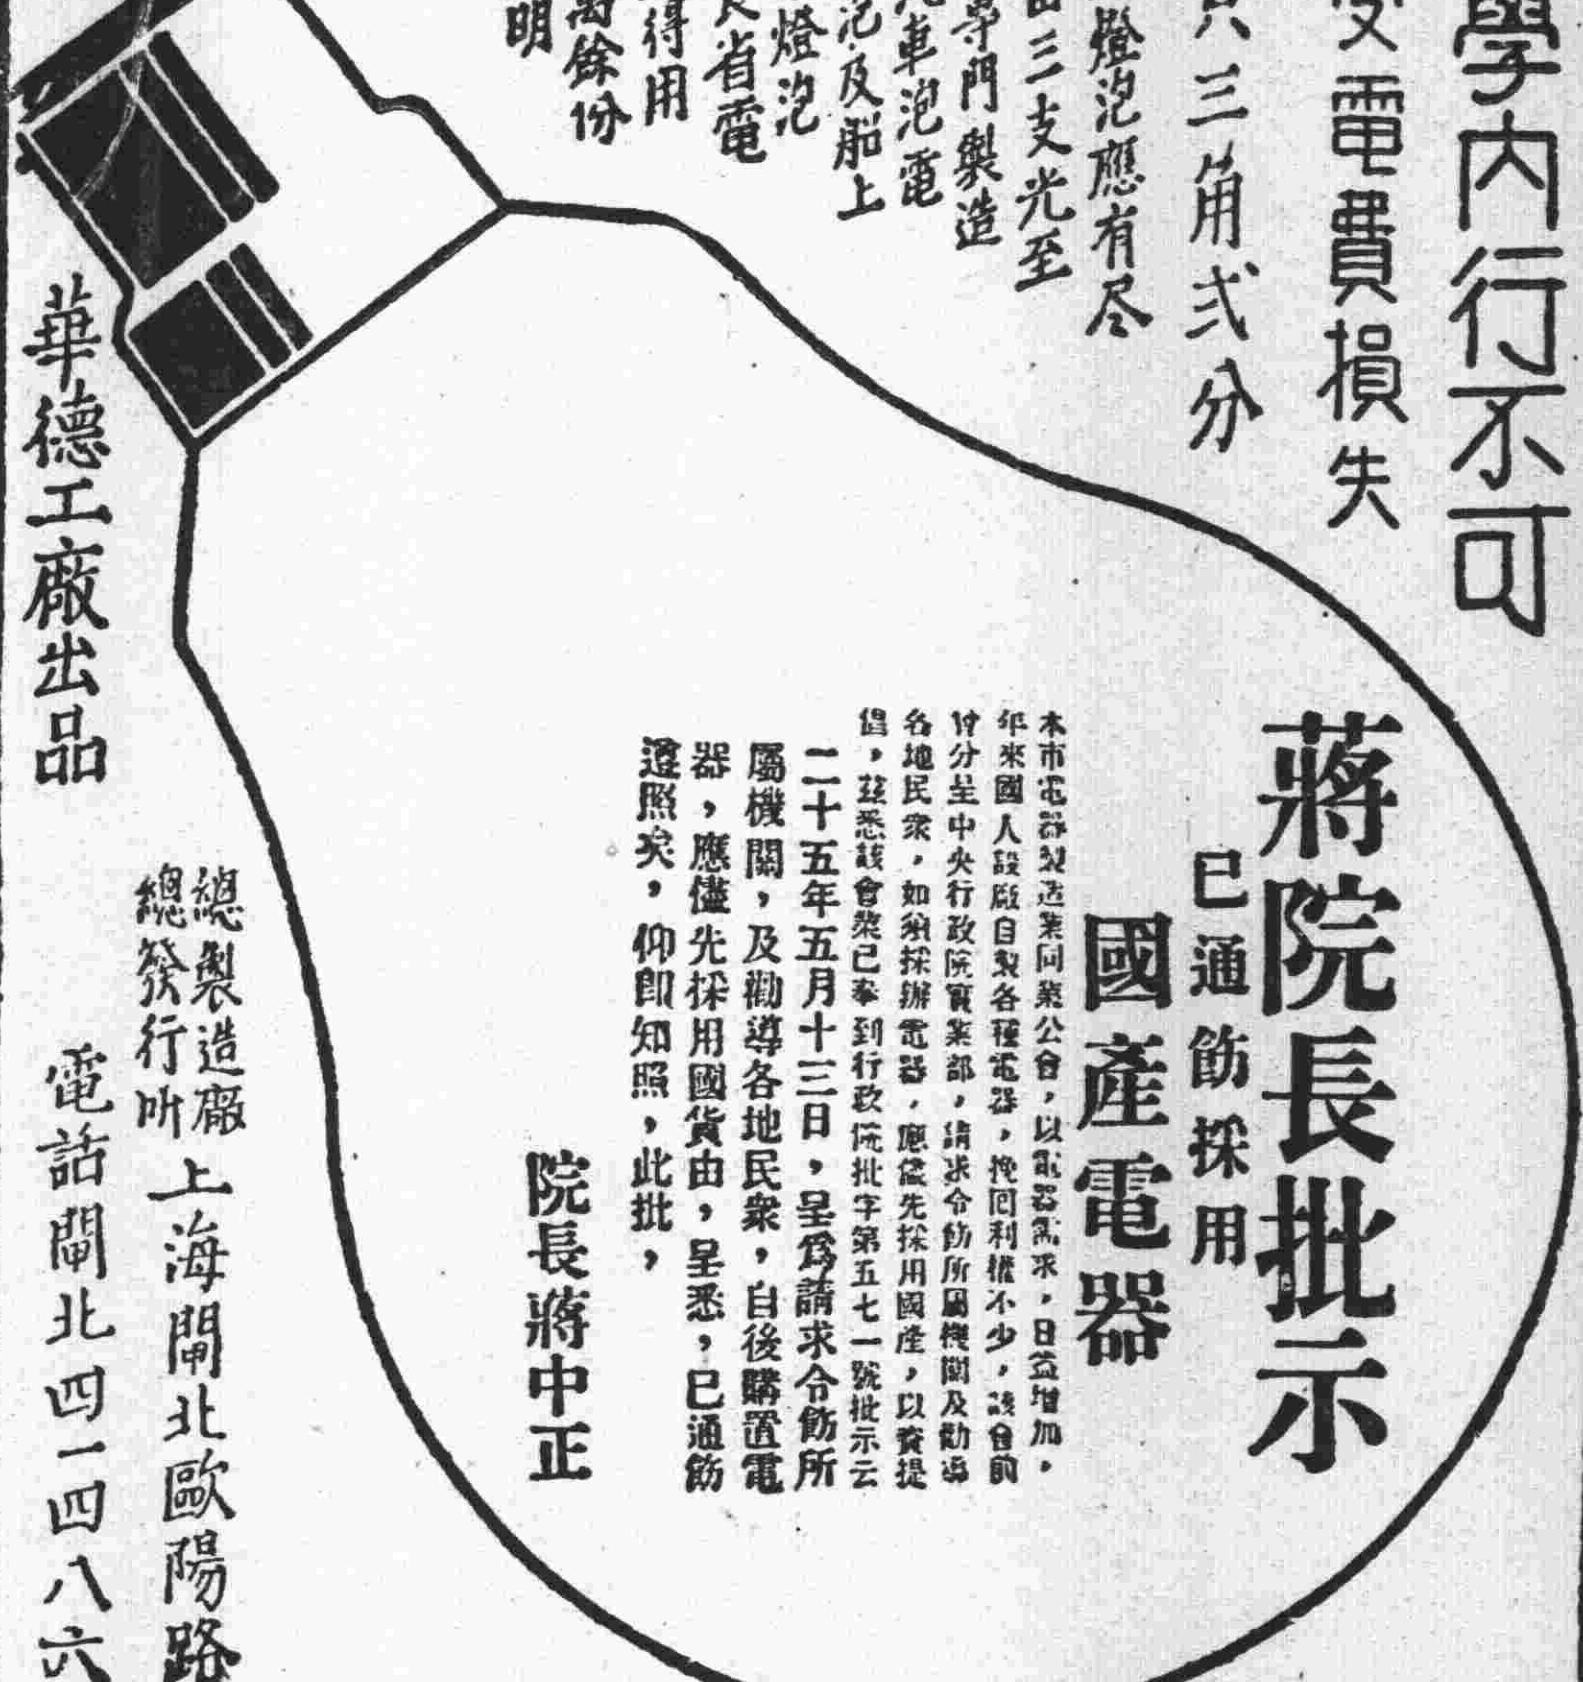 學內行不可
受電費損失
只三角弍分
燈泡應有尽
三支光至
專門製造
車泡電
泡及船上
燈泡
良省電
得用
萬餘份
明
蔣院長批示
已通飭採用
國產電器
本市電器製造業同業公會，以電器需求，日益增加，
年來國人設廠自製各種電器，挽回利權不少，該會前
曾分呈中央行政院實業部，請求令飭所屬機關及勸導
各地民衆，如須採辦電器，應儘先採用國產，以資提
倡，茲悉該會業已奉到行政院批字第五七一號批示云
二十五年五月十三日，呈爲請求令飭所
屬機關，及勸導各地民衆，自後購置電
器，應儘先採用國貨由，呈悉，已通飭
遵照矣，仰卽知照，此批，
院長蔣中正
華德工廠出品
總製造廠
總發行所
上海閘北歐陽路
電話閘北四一四八六